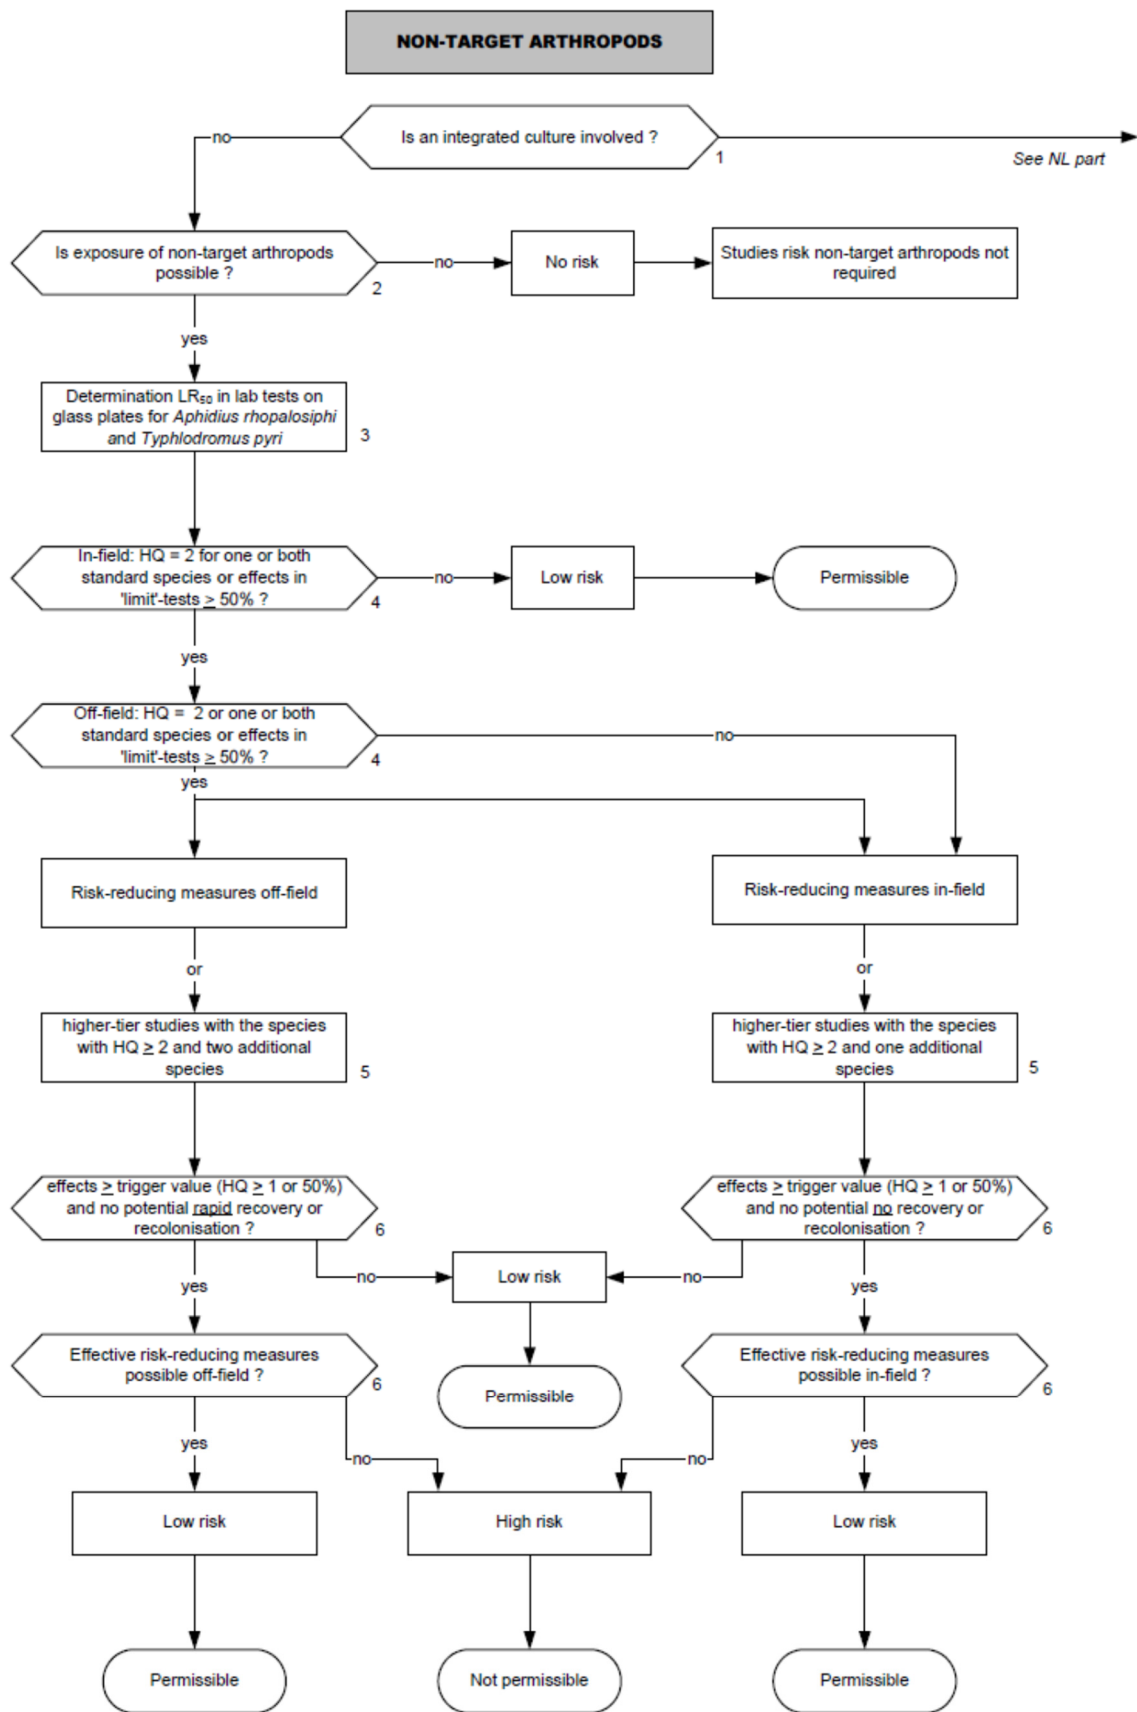 NON-TARGET ARTHROPODS
Is an integrated culture involved ?
no
1
See NL part
Is exposure of non-target arthropods
possible ?
2
no
No risk
Studies risk non-target arthropods not
required
yes
Determination LR50 in lab tests on
glass plates for Aphidius rhopalosiphi
and Typhlodromus pyri
3
In-field: HQ = 2 for one or both
standard species or effects in
'limit'-tests ≥ 50% ?
4
no
Low risk
Permissible
yes
Off-field: HQ = 2 or one or both
standard species or effects in
'limit'-tests ≥ 50% ?
4
no
yes
Risk-reducing measures off-field
Risk-reducing measures in-field
or
or
higher-tier studies with the species
with HQ ≥ 2 and two additional
species
5
higher-tier studies with the species
with HQ ≥ 2 and one additional
species
5
effects ≥ trigger value (HQ ≥ 1 or 50%)
and no potential rapid recovery or
recolonisation ?
6
effects ≥ trigger value (HQ ≥ 1 or 50%)
and no potential no recovery or
recolonisation ?
6
no
Low risk
no
yes
yes
Effective risk-reducing measures
possible off-field ?
6
Permissible
Effective risk-reducing measures
possible in-field ?
6
yes
no
no
yes
Low risk
High risk
Low risk
Permissible
Not permissible
Permissible